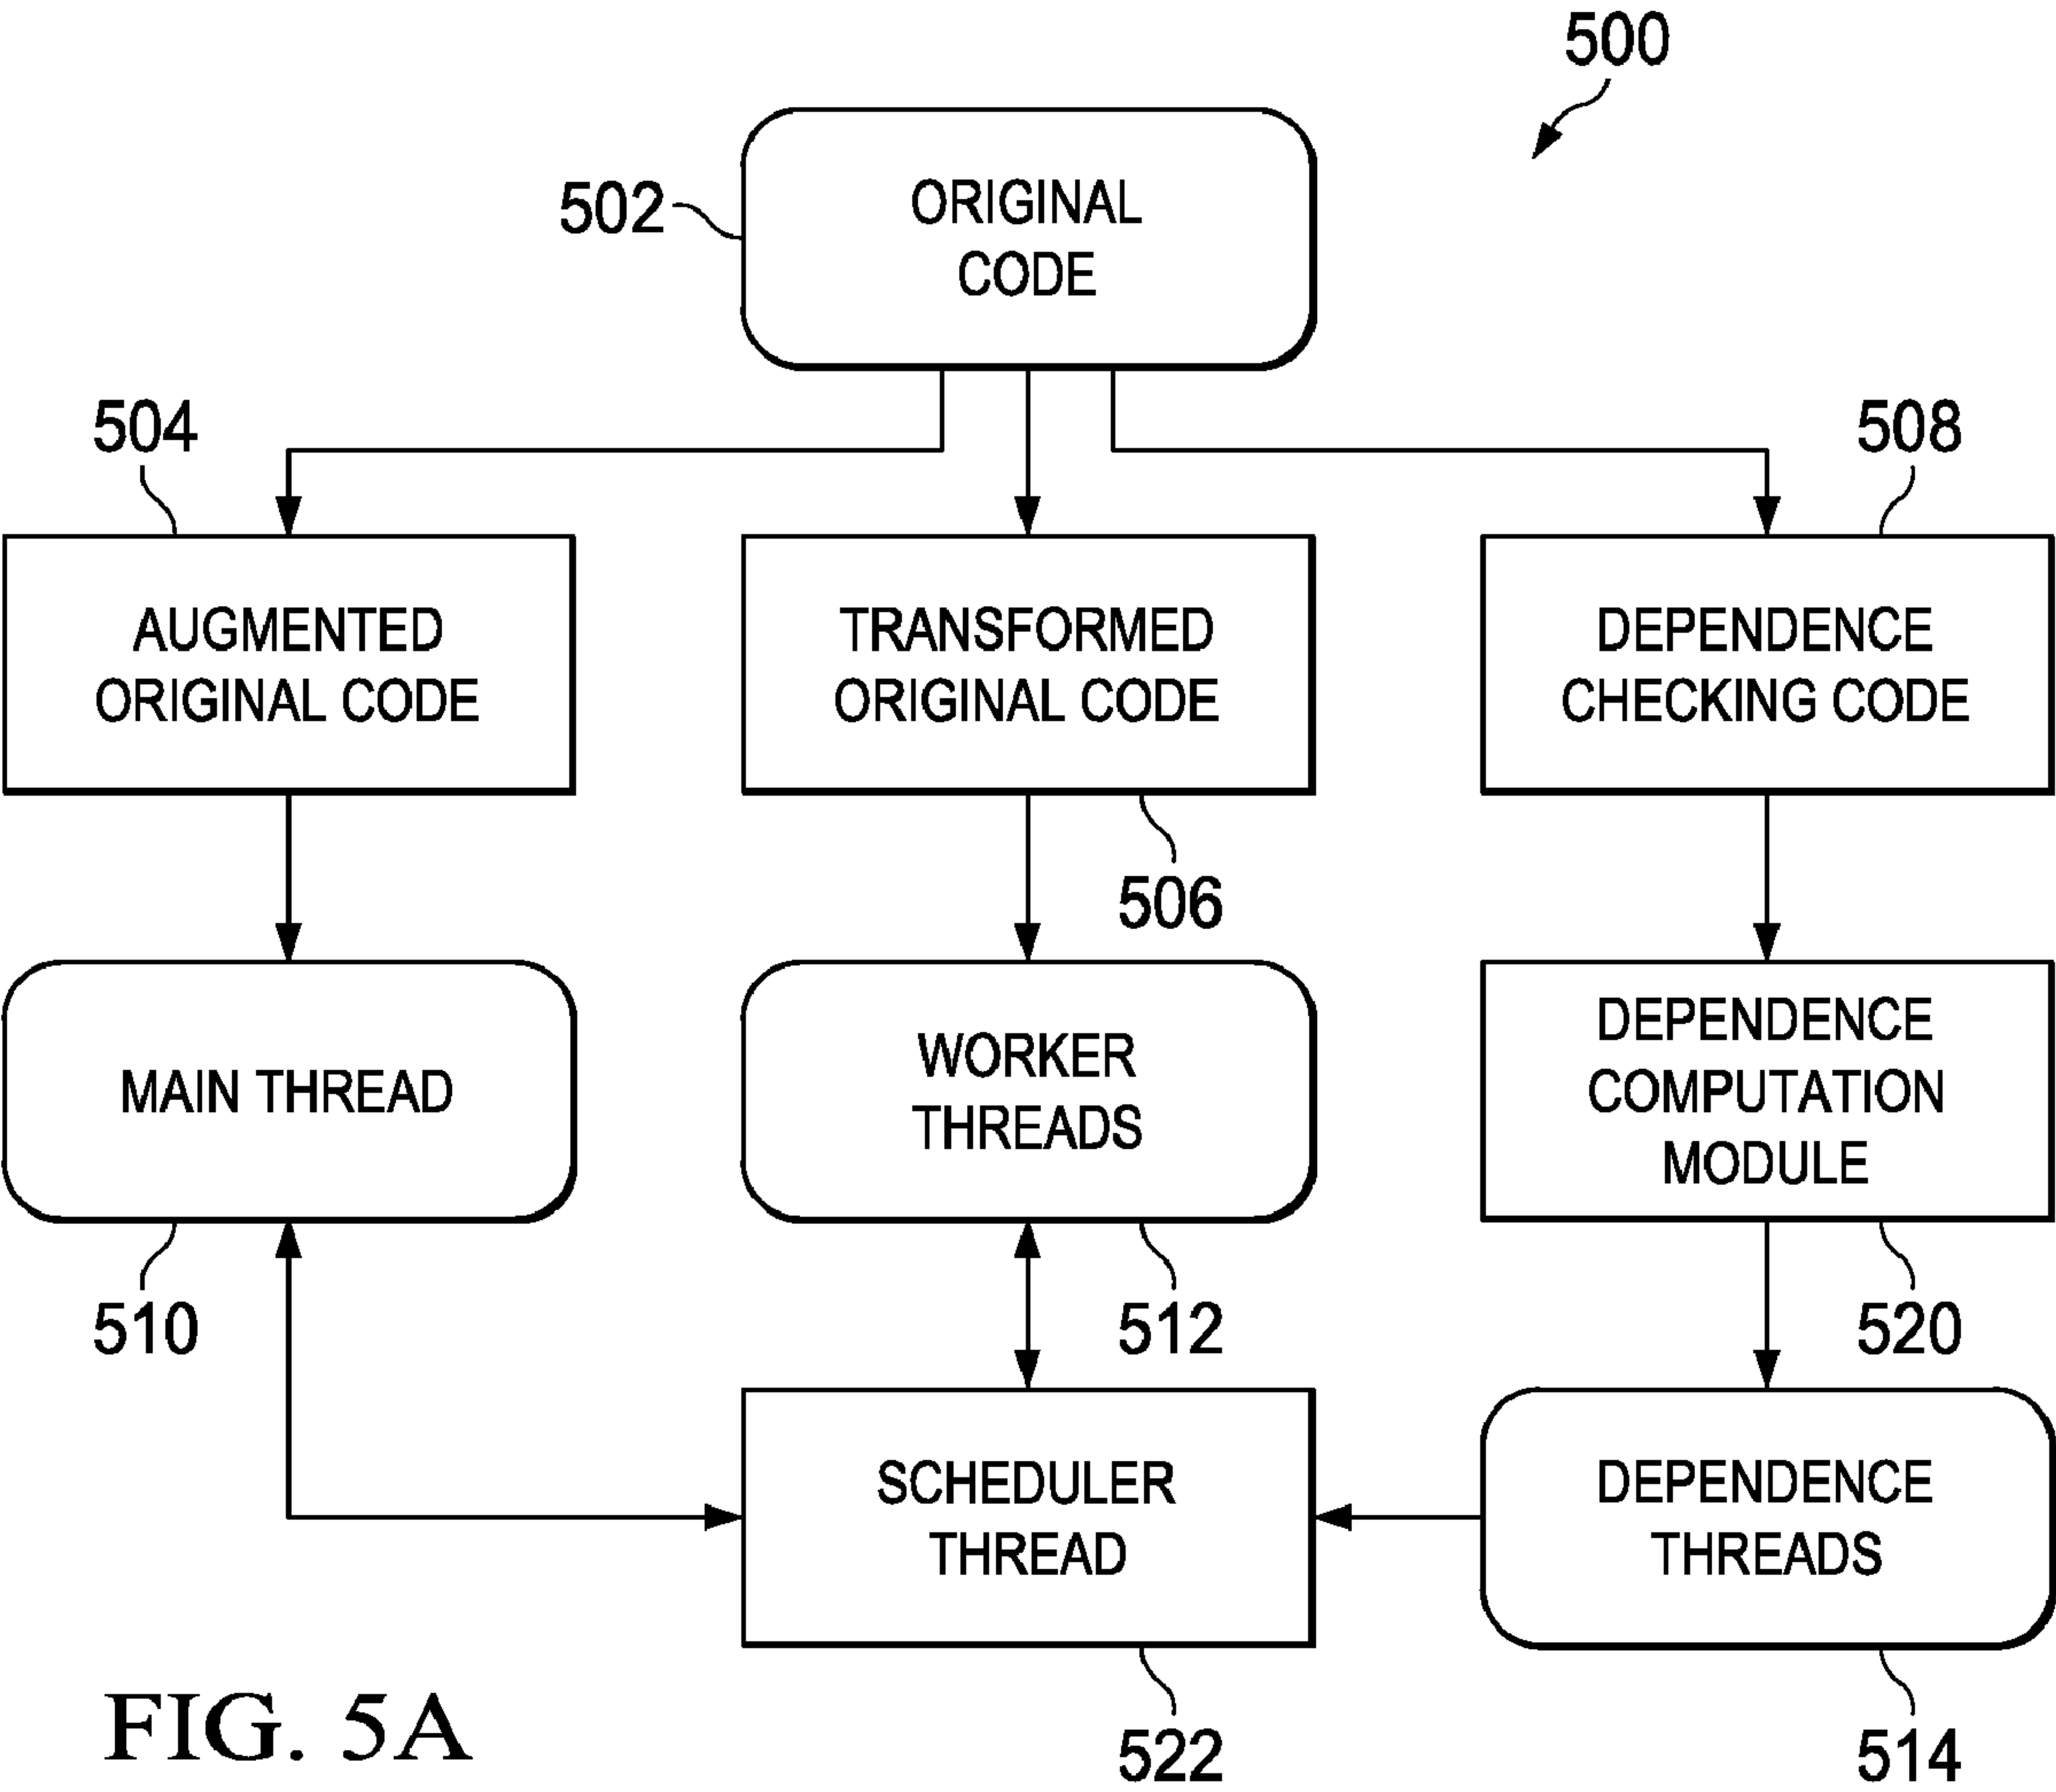 500
502
ORIGINAL
CODE
504
508
AUGMENTED
ORIGINAL CODE
TRANSFORMED
ORIGINAL CODE
DEPENDENCE
CHECKING CODE
506
MAIN THREAD
WORKER
THREADS
DEPENDENCE
COMPUTATION
MODULE
510
512
520
SCHEDULER
THREAD
DEPENDENCE
THREADS
522
514
FIG. 5A